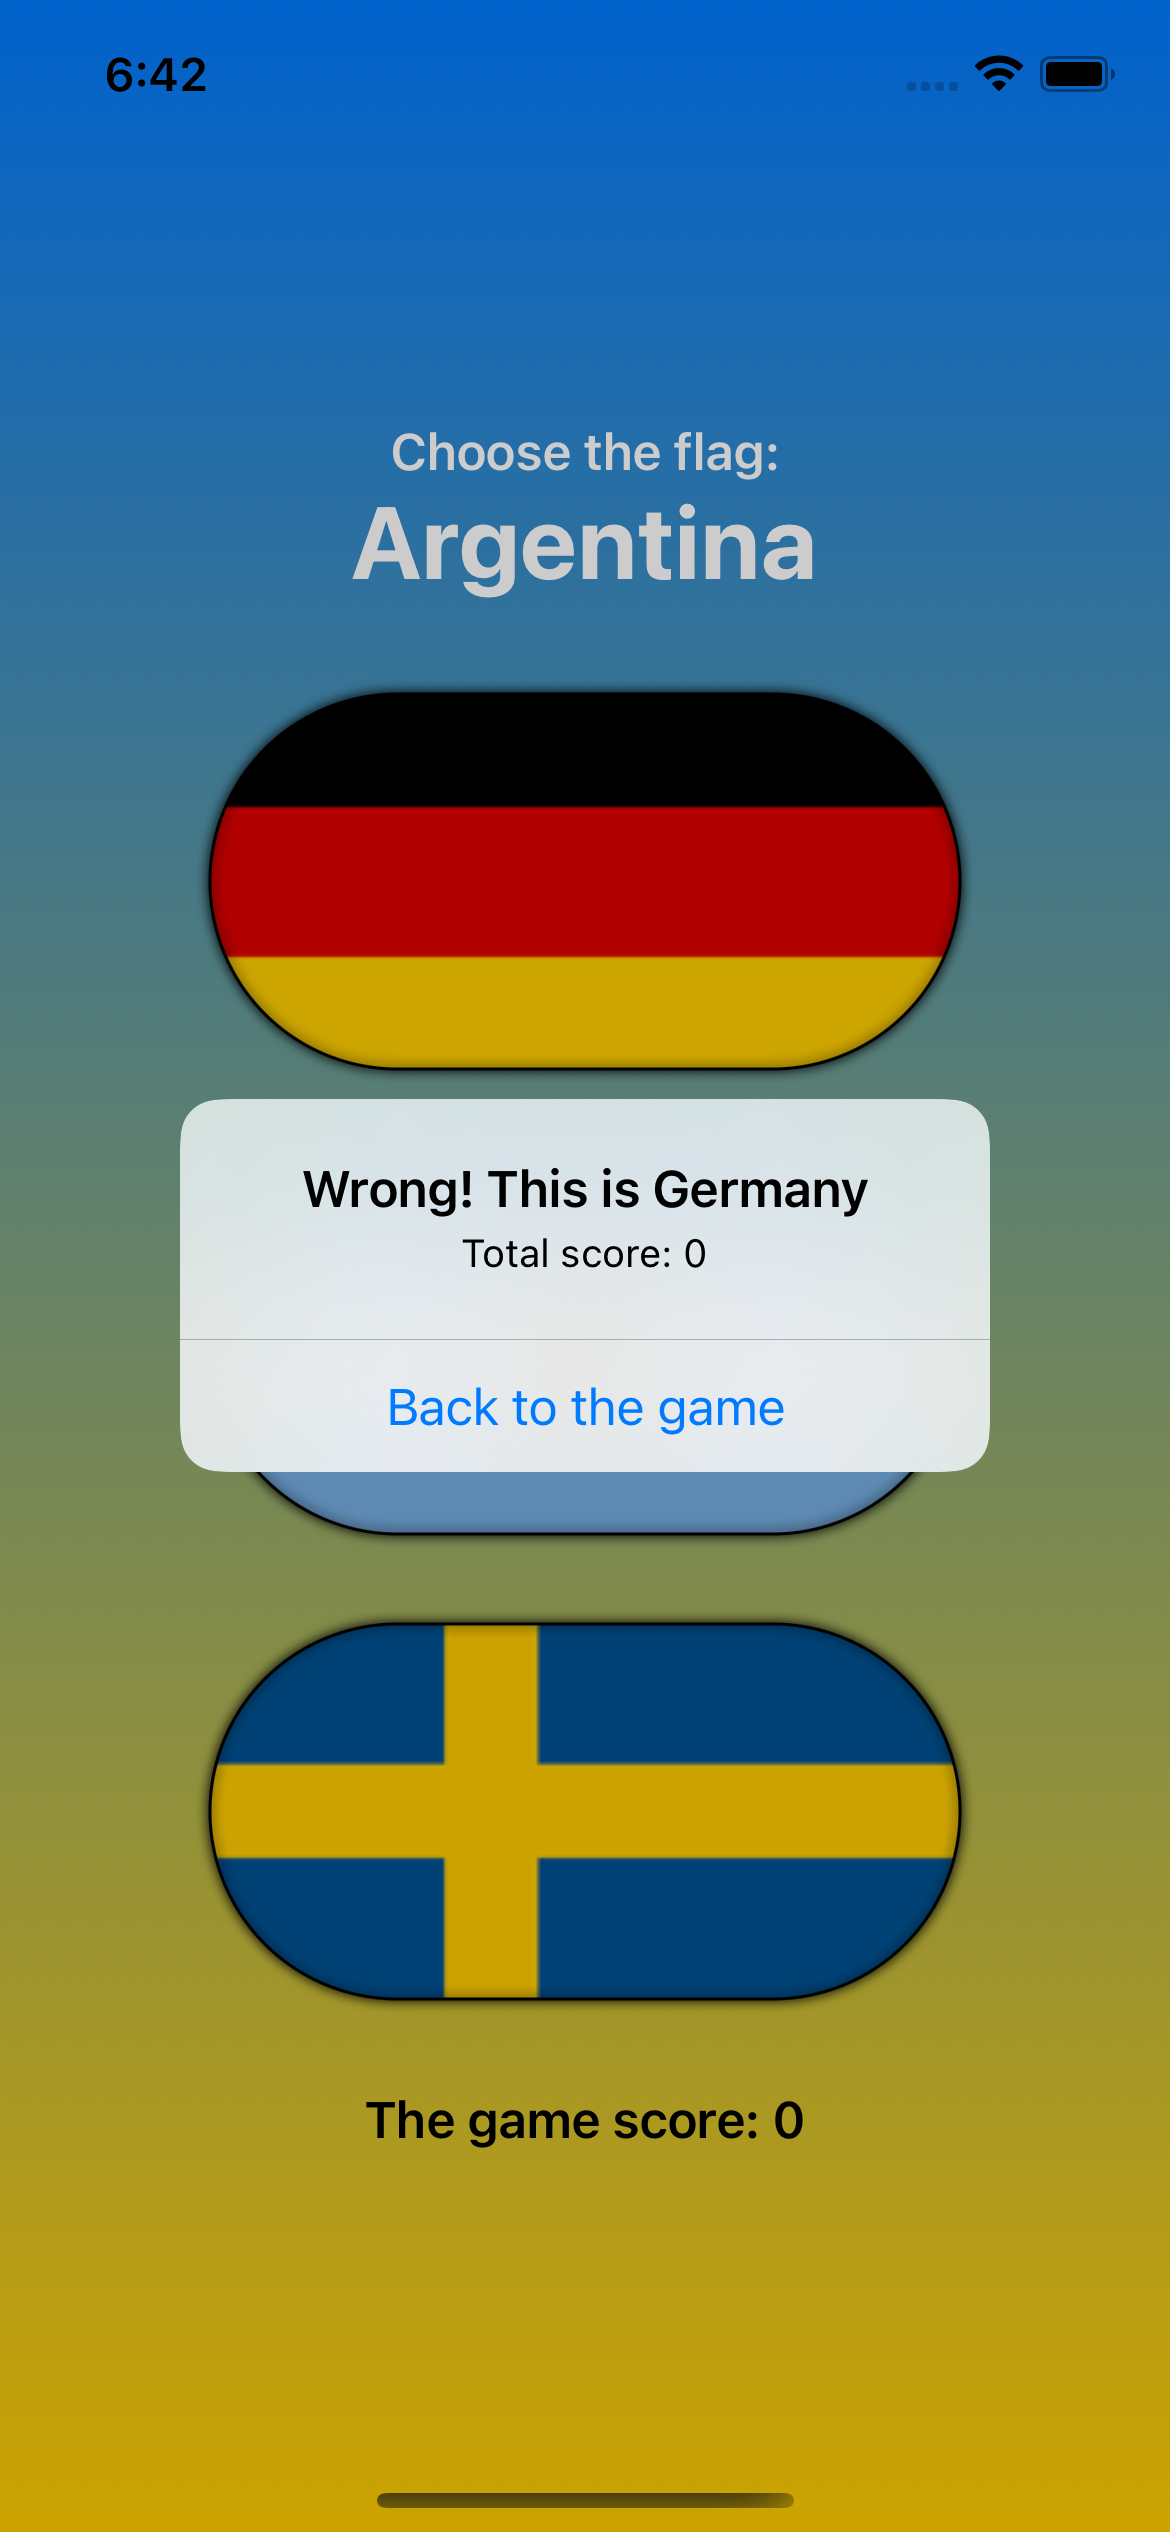 6:42
Choose the flag:
Argentina
Wrong! This is Germany
Total score: 0
Back to the game
The game score: 0